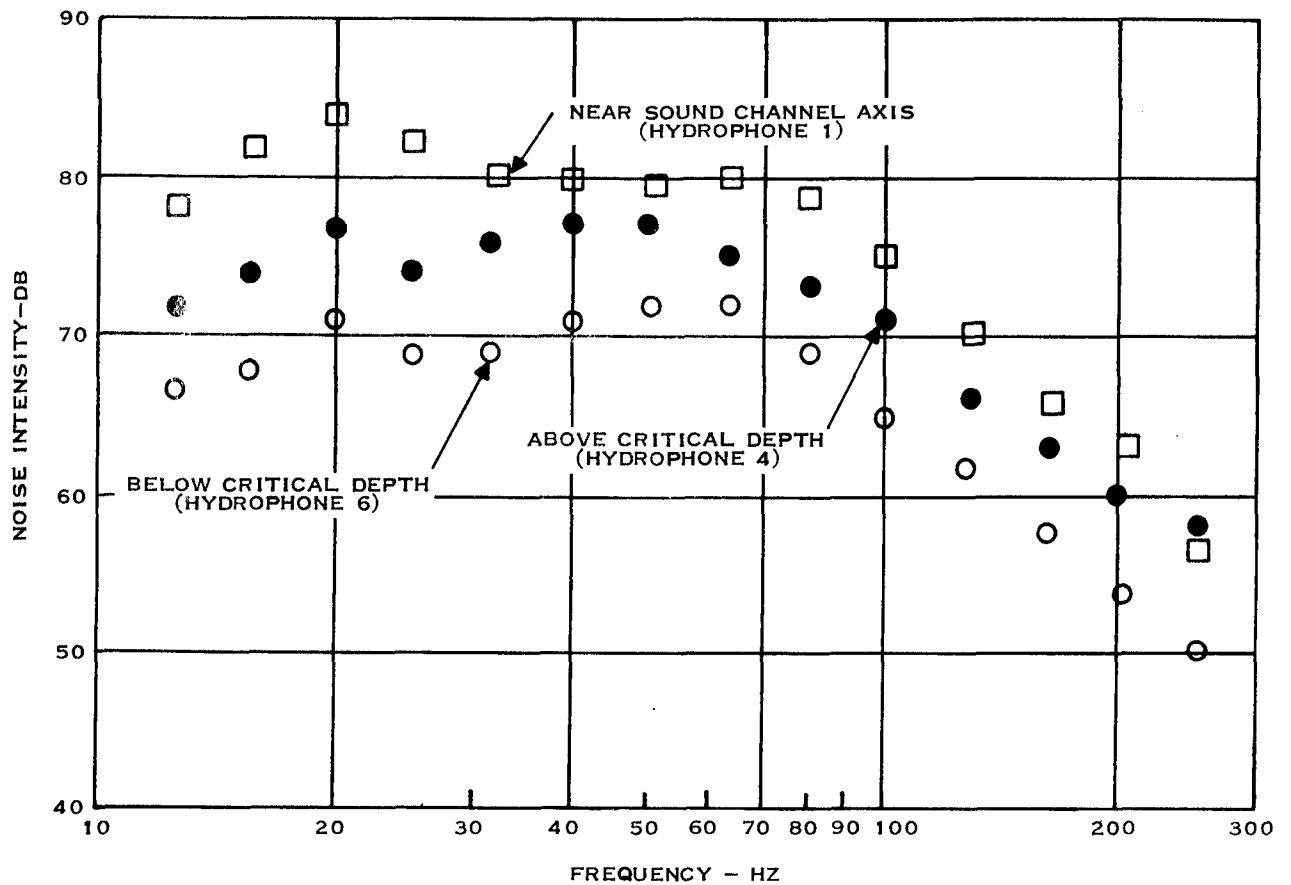 90
80
70
60
50
40
NOISE INTENSITY–DB
NEAR SOUND CHANNEL AXIS
(HYDROPHONE 1)
ABOVE CRITICAL DEPTH
(HYDROPHONE 4)
BELOW CRITICAL DEPTH
(HYDROPHONE 6)
10 20 30 40 50 60 70 80 90 100 200 300
FREQUENCY – HZ